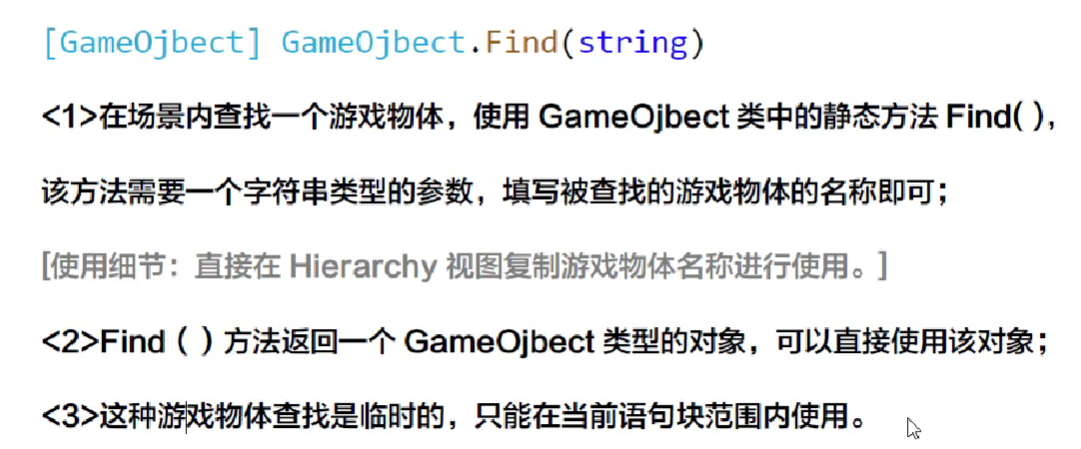 [GameOjbect] GameOjbect.Find(string)
<1>在场景内查找一个游戏物体，使用 GameOjbect 类中的静态方法 Find( )，
该方法需要一个字符串类型的参数，填写被查找的游戏物体的名称即可；
[使用细节：直接在 Hierarchy 视图复制游戏物体名称进行使用。]
<2>Find（ ）方法返回一个 GameOjbect 类型的对象，可以直接使用该对象；
<3>这种游戏物体查找是临时的，只能在当前语句块范围内使用。